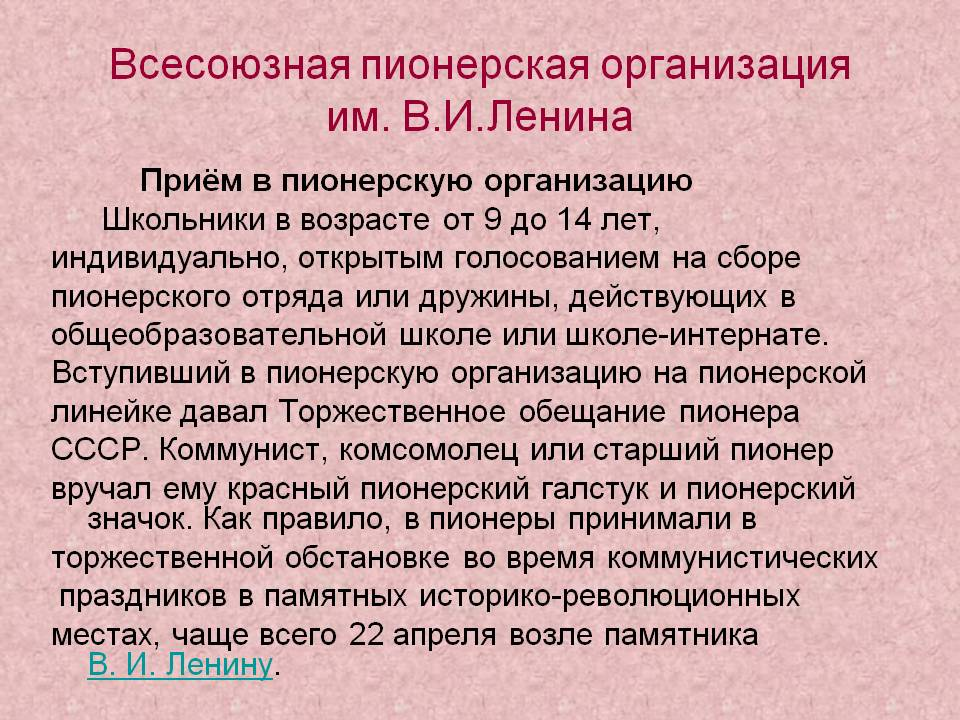 Всесоюзная пионерская организация
им. В.И.Ленина
Приём в пионерскую организацию
Школьники в возрасте от 9 до 14 лет,
индивидуально, открытым голосованием на сборе
пионерского отряда или дружины, действующих в
общеобразовательной школе или школе-интернате.
Вступивший в пионерскую организацию на пионерской
линейке давал Торжественное обещание пионера
СССР. Коммунист, комсомолец или старший пионер
вручал ему красный пионерский галстук и пионерский
значок. Как правило, в пионеры принимали в
торжественной обстановке во время коммунистических
праздников в памятных историко-революционных
местах, чаще всего 22 апреля возле памятника
В. И. Ленину.